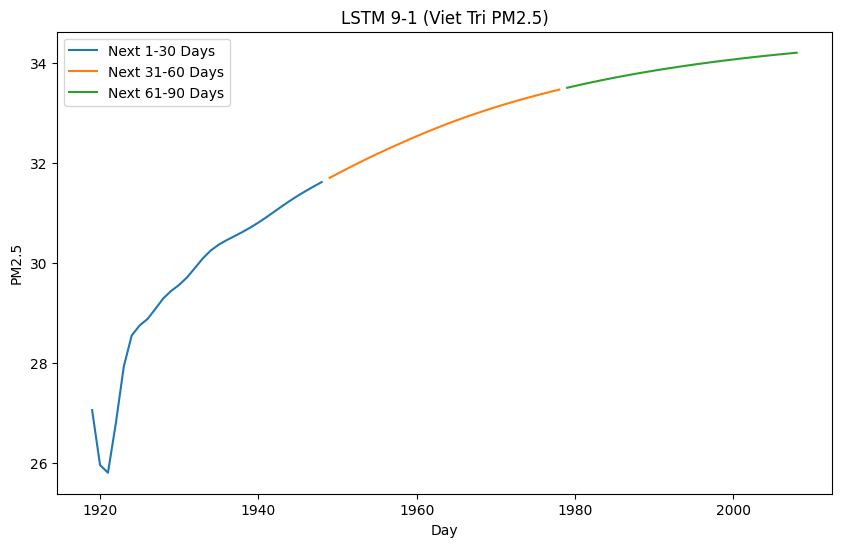 LSTM 9-1 (Viet Tri PM2.5)
Next 1-30 Days
Next 31-60 Days
Next 61-90 Days
34
32
30
28
26
PM2.5
1920 1940 1960 1980 2000
Day